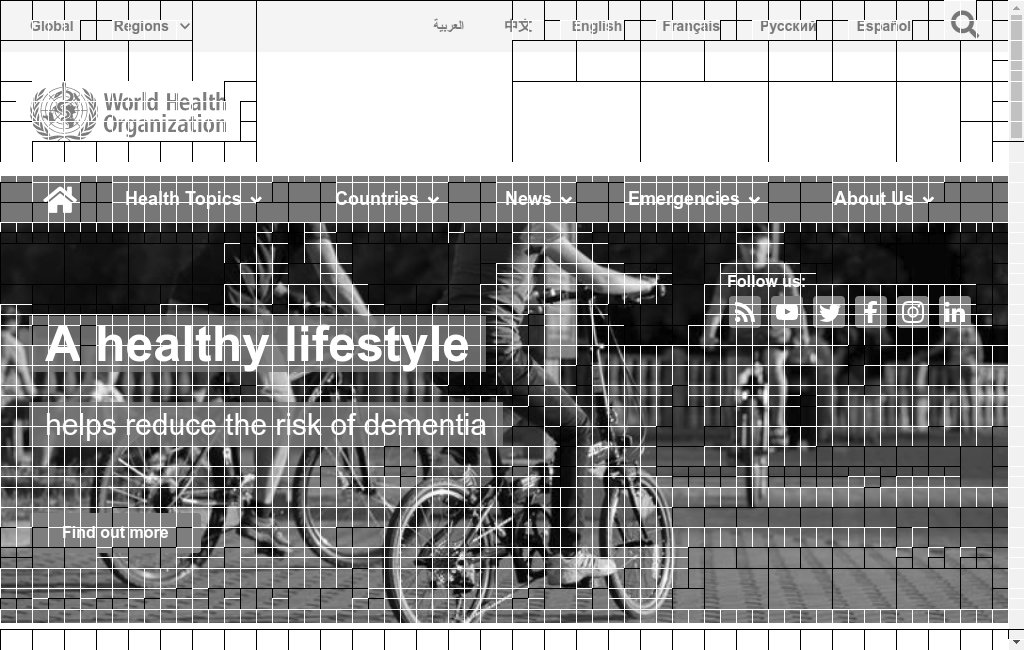 Global Regions العربية 中文 English Français Русский Español
World Health
Organization
Health Topics Countries News Emergencies About Us
Follow us:
A healthy lifestyle
helps reduce the risk of dementia
Find out more